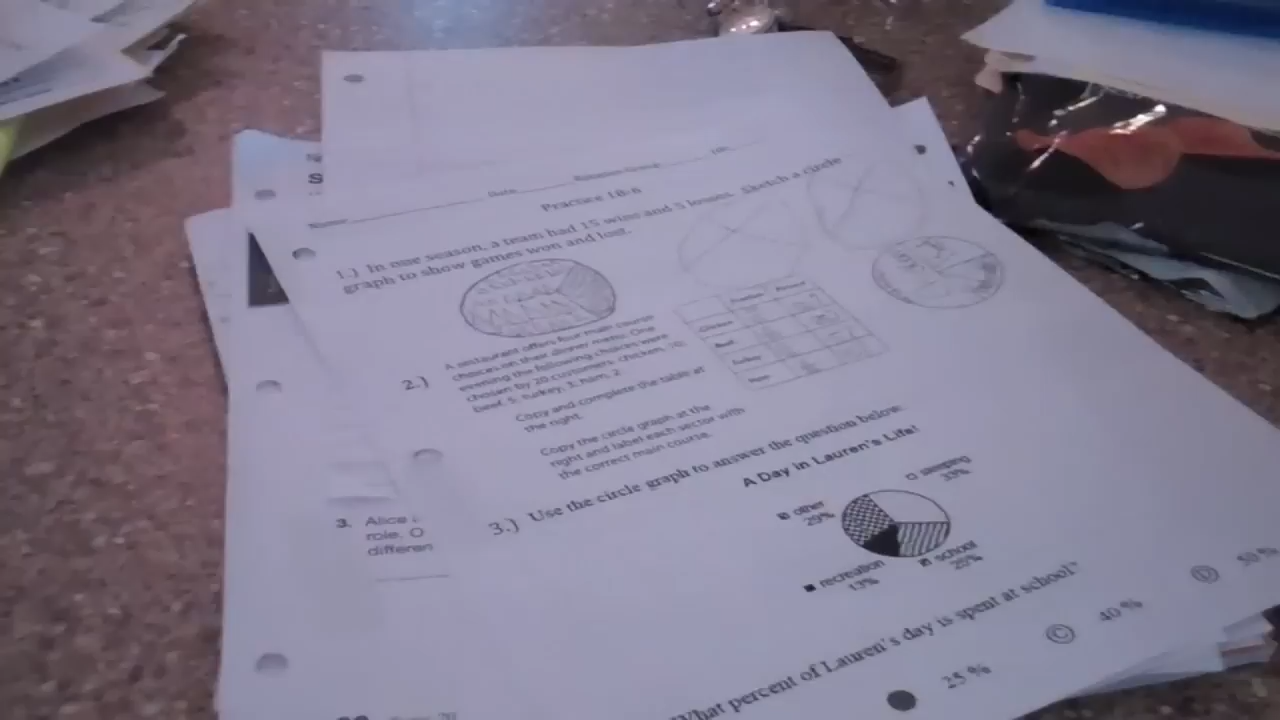 Name Date
Practice 18-6
1.) In one season, a team had 15 wins and 5 losses. Sketch a circle
graph to show games won and lost.
2.) A restaurant offers four main course
choices on their dinner menu. One
evening the following choices were
chosen by 20 customers: chicken, 10;
beef, 5; turkey, 3; ham, 2
Copy and complete the table at
the right.
Copy the circle graph at the
right and label each sector with
the correct main course.
Chicken
Beef
Turkey
Ham
3.) Use the circle graph to answer the question below.
A Day in Lauren's Life!
sleeping
33%
other
29%
school
25%
recreation
13%
What percent of Lauren's day is spent at school?
25 %
C 40 %
D 50 %
3. Alice
role. O
differen